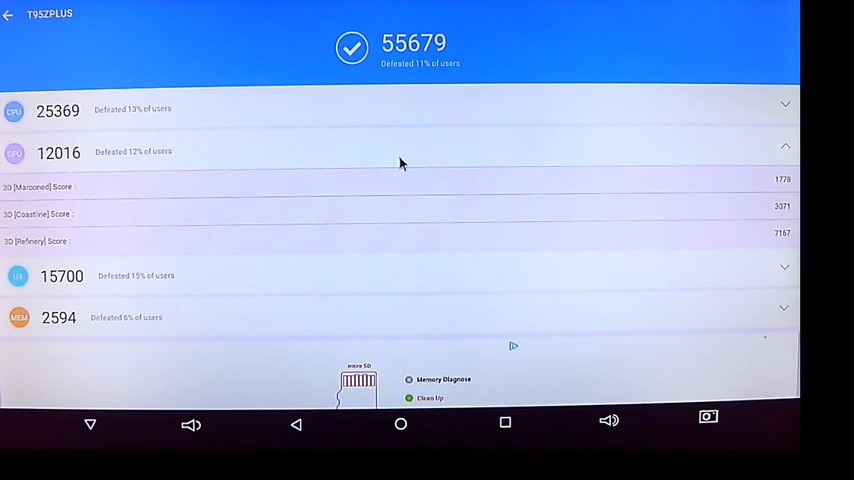 T95ZPLUS
55679
Defeated 11% of users
CPU 25369 Defeated 13% of users
GPU 12016 Defeated 12% of users
3D [Marooned] Score : 1778
3D [Coastline] Score : 3071
3D [Refinery] Score : 7167
UX 15700 Defeated 15% of users
MEM 2594 Defeated 6% of users
micro SD
Memory Diagnose
Clean Up